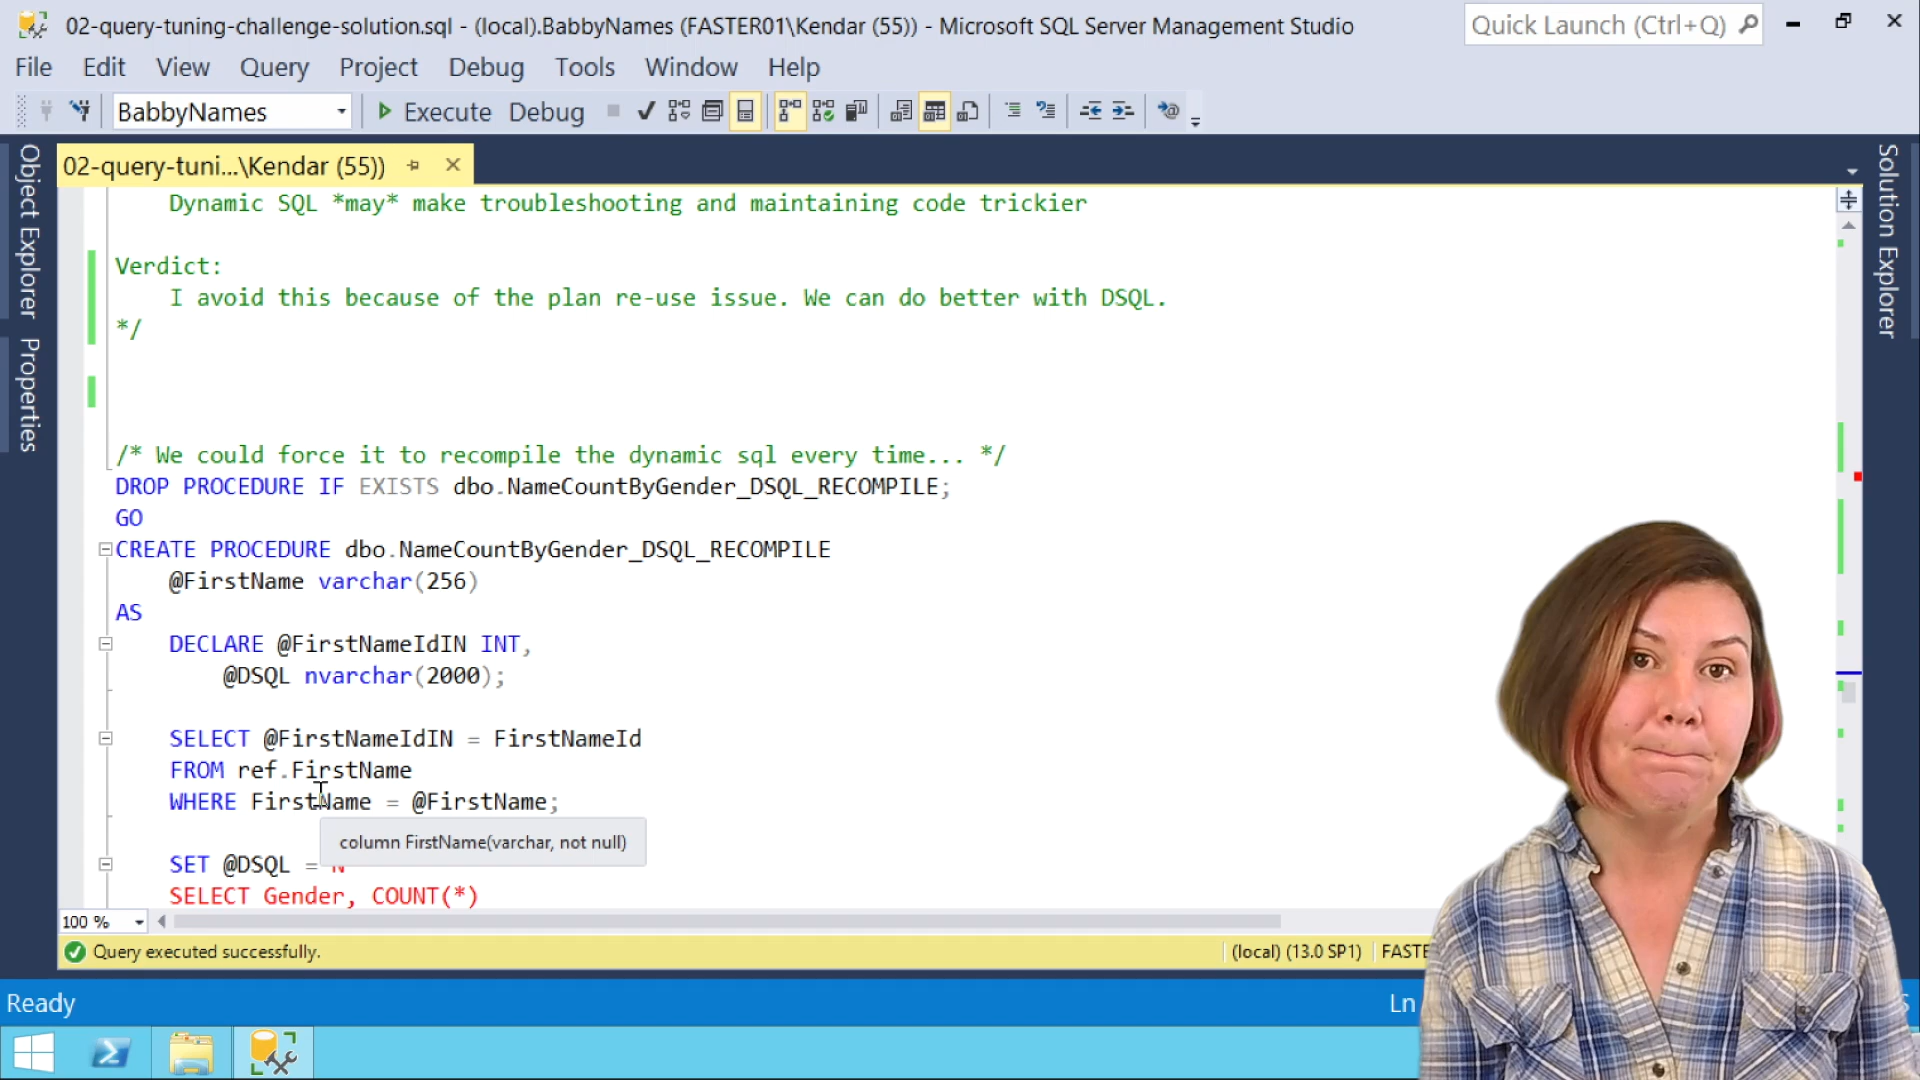 02-query-tuning-challenge-solution.sql - (local).BabbyNames (FASTER01\Kendar (55)) - Microsoft SQL Server Management Studio
Quick Launch (Ctrl+Q)
File Edit View Query Project Debug Tools Window Help
BabbyNames Execute Debug
Object Explorer
Properties
Solution Explorer
02-query-tuni...\Kendar (55))
Dynamic SQL *may* make troubleshooting and maintaining code trickier
Verdict:
I avoid this because of the plan re-use issue. We can do better with DSQL.
*/
/* We could force it to recompile the dynamic sql every time... */
DROP PROCEDURE IF EXISTS dbo.NameCountByGender_DSQL_RECOMPILE;
GO
CREATE PROCEDURE dbo.NameCountByGender_DSQL_RECOMPILE
@FirstName varchar(256)
AS
DECLARE @FirstNameIdIN INT,
@DSQL nvarchar(2000);
SELECT @FirstNameIdIN = FirstNameId
FROM ref.FirstName
WHERE FirstName = @FirstName;
column FirstName(varchar, not null)
SET @DSQL = N
SELECT Gender, COUNT(*)
100 %
Query executed successfully.
(local) (13.0 SP1)
FASTE
Ready
Ln